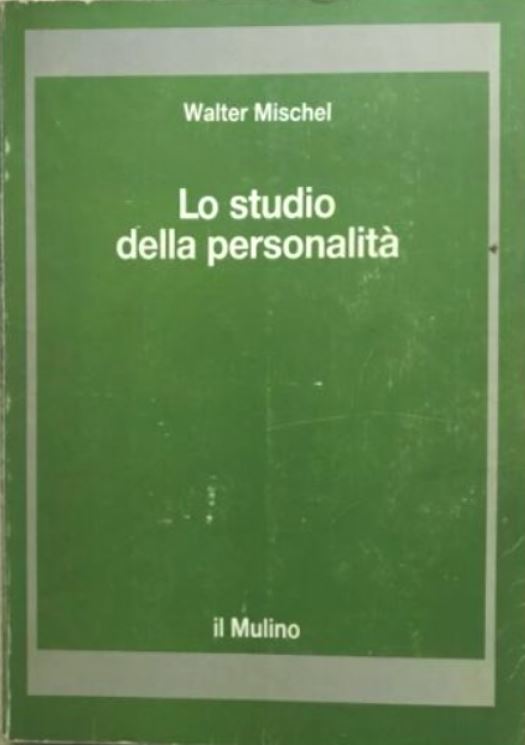 Walter Mischel
Lo studio
della personalità
il Mulino